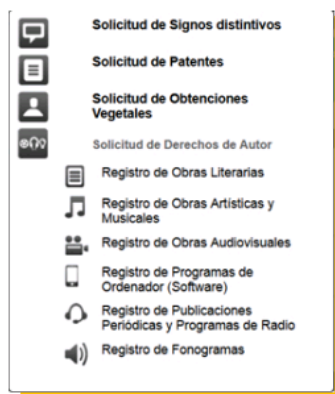 Solicitud de Signos distintivos
Solicitud de Patentes
Solicitud de Obtenciones
Vegetales
Solicitud de Derechos de Autor
Registro de Obras Literarias
Registro de Obras Artísticas y
Musicales
Registro de Obras Audiovisuales
Registro de Programas de
Ordenador (Software)
Registro de Publicaciones
Periódicas y Programas de Radio
Registro de Fonogramas